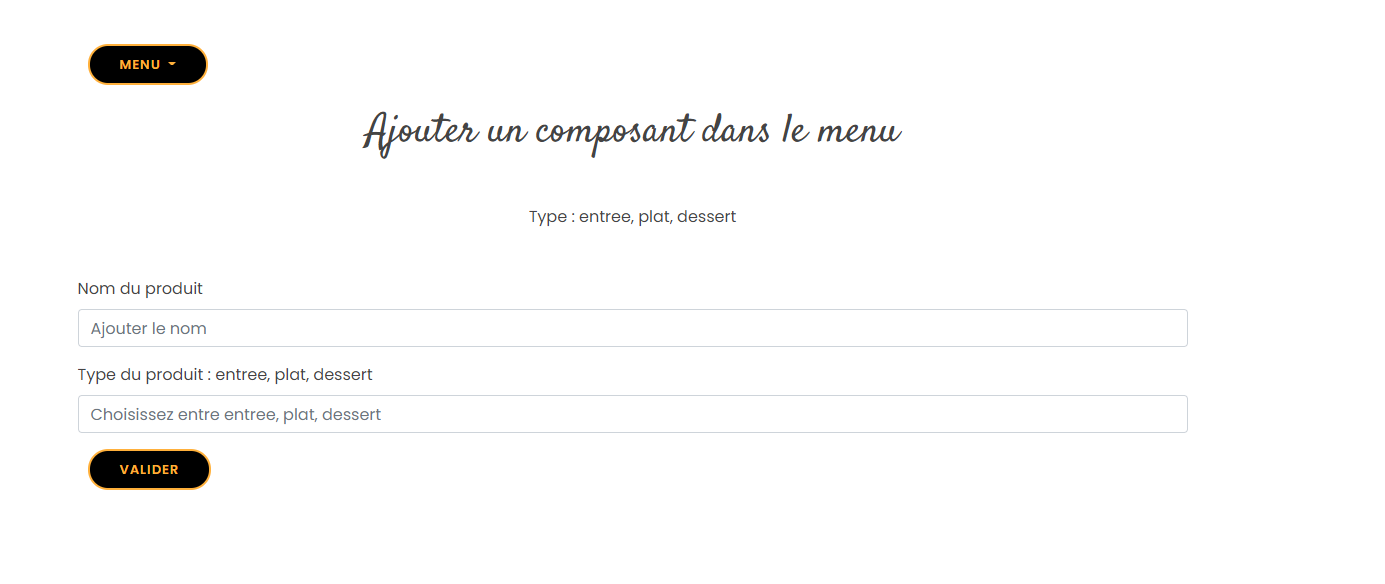 MENU
Ajouter un composant dans le menu
Type : entree, plat, dessert
Nom du produit
Ajouter le nom
Type du produit : entree, plat, dessert
Choisissez entre entree, plat, dessert
VALIDER